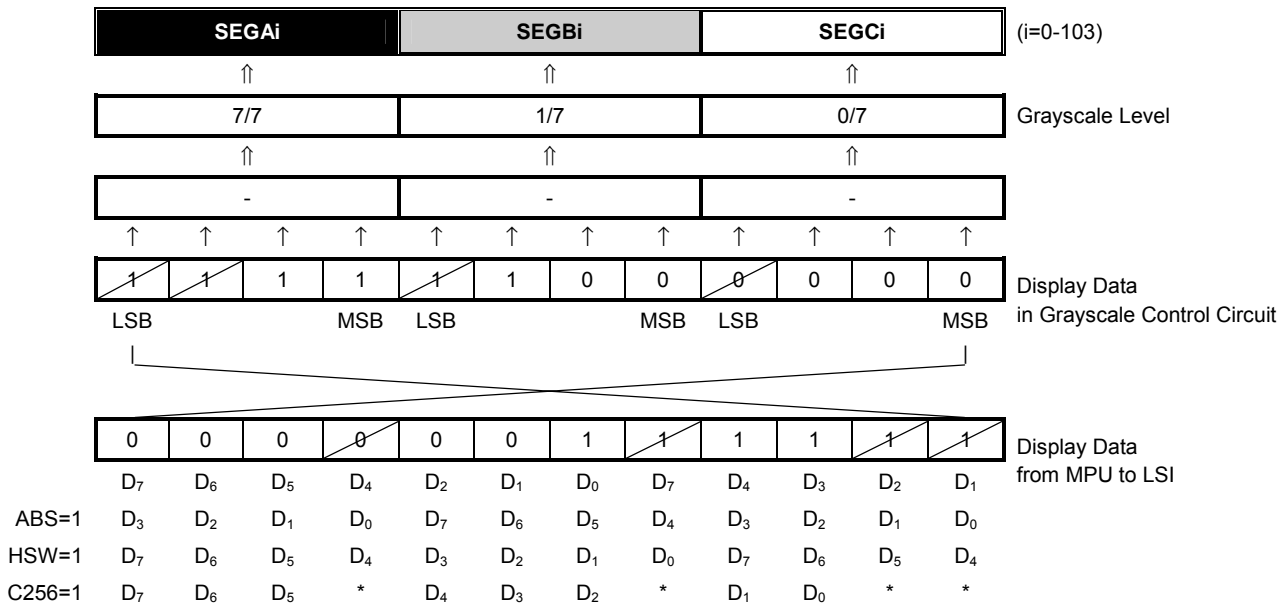 SEGAi SEGBi SEGCi (i=0-103)
⇑ ⇑ ⇑
7/7 1/7 0/7 Grayscale Level
⇑ ⇑ ⇑
- - -
↑ ↑ ↑ ↑ ↑ ↑ ↑ ↑ ↑ ↑ ↑ ↑
1 1 1 1 1 1 0 0 0 0 0 0 Display Data
in Grayscale Control Circuit
LSB MSB LSB MSB LSB MSB
0 0 0 0 0 0 1 1 1 1 1 1 Display Data
from MPU to LSI
D7 D6 D5 D4 D2 D1 D0 D7 D4 D3 D2 D1
ABS=1 D3 D2 D1 D0 D7 D6 D5 D4 D3 D2 D1 D0
HSW=1 D7 D6 D5 D4 D3 D2 D1 D0 D7 D6 D5 D4
C256=1 D7 D6 D5 * D4 D3 D2 * D1 D0 * *